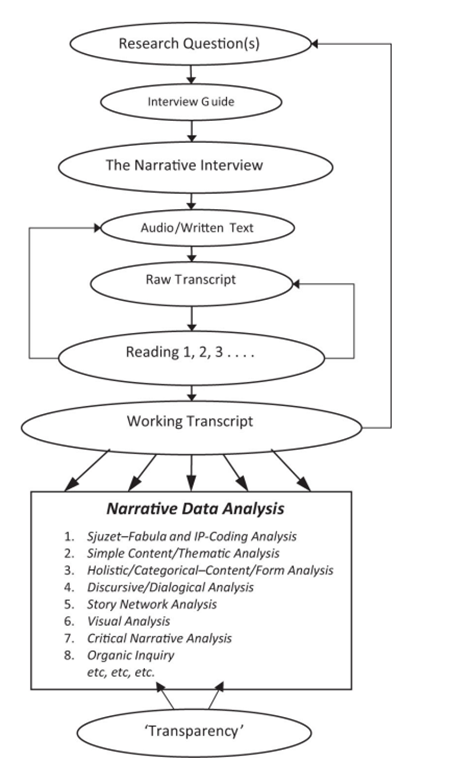 Research Question(s)
Interview Guide
The Narrative Interview
Audio/Written Text
Raw Transcript
Reading 1, 2, 3 . . . .
Working Transcript
Narrative Data Analysis
1. Sjuzet–Fabula and IP-Coding Analysis
2. Simple Content/Thematic Analysis
3. Holistic/Categorical–Content/Form Analysis
4. Discursive/Dialogical Analysis
5. Story Network Analysis
6. Visual Analysis
7. Critical Narrative Analysis
8. Organic Inquiry
etc, etc, etc.
‘Transparency’